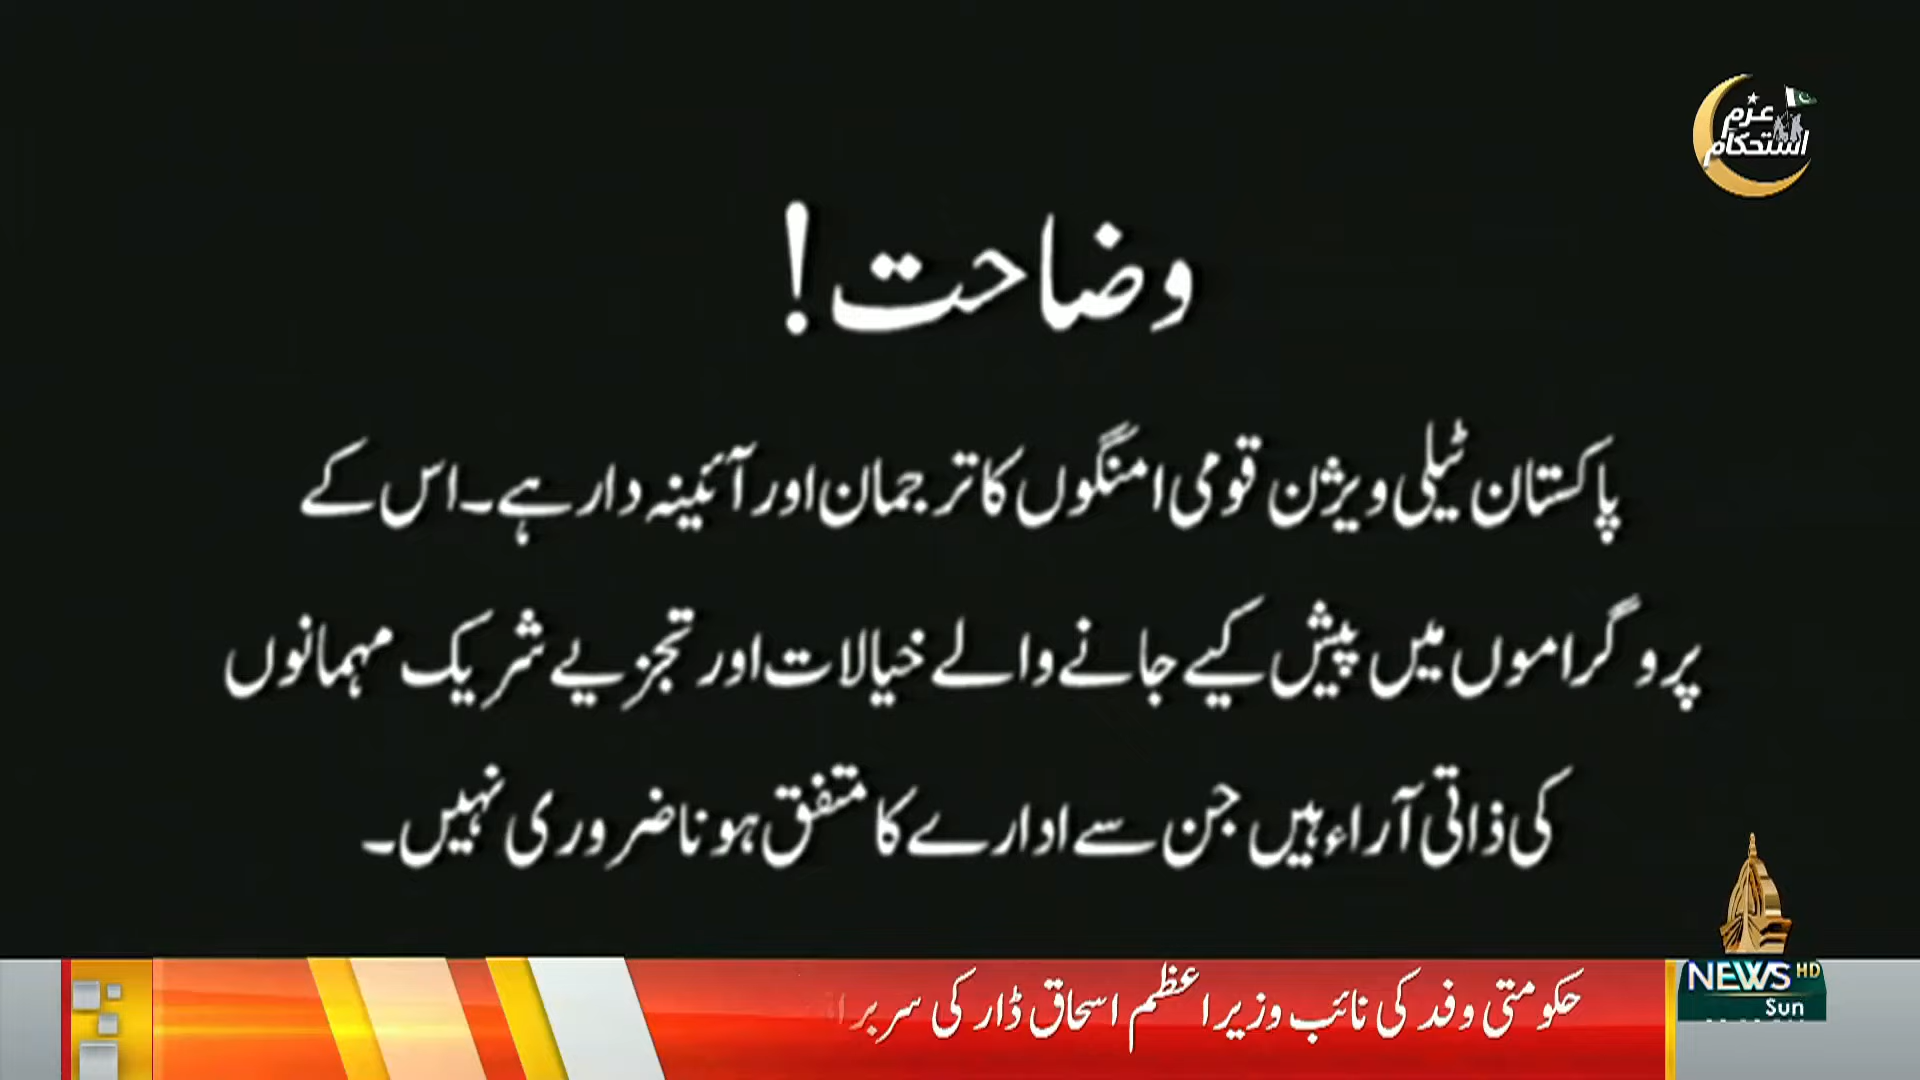 عزم
استحکام
وضاحت!
پاکستان ٹیلی ویژن قومی امنگوں کا ترجمان اور آئینہ دار ہے۔ اس کے
پروگراموں میں پیش کیے جانے والے خیالات اور تجزیے شریک مہمانوں
کی ذاتی آراء ہیں جن سے ادارے کا متفق ہونا ضروری نہیں۔
NEWS HD
Sun
حکومتی وفد کی نائب وزیراعظم اسحاق ڈار کی